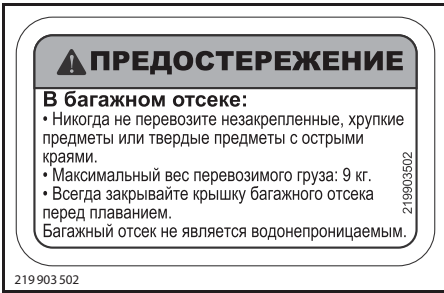 ПРЕДОСТЕРЕЖЕНИЕ
В багажном отсеке:
• Никогда не перевозите незакрепленные, хрупкие
предметы или твердые предметы с острыми
краями.
• Максимальный вес перевозимого груза: 9 кг.
• Всегда закрывайте крышку багажного отсека
перед плаванием.
Багажный отсек не является водонепроницаемым.
219903502
219 903 502